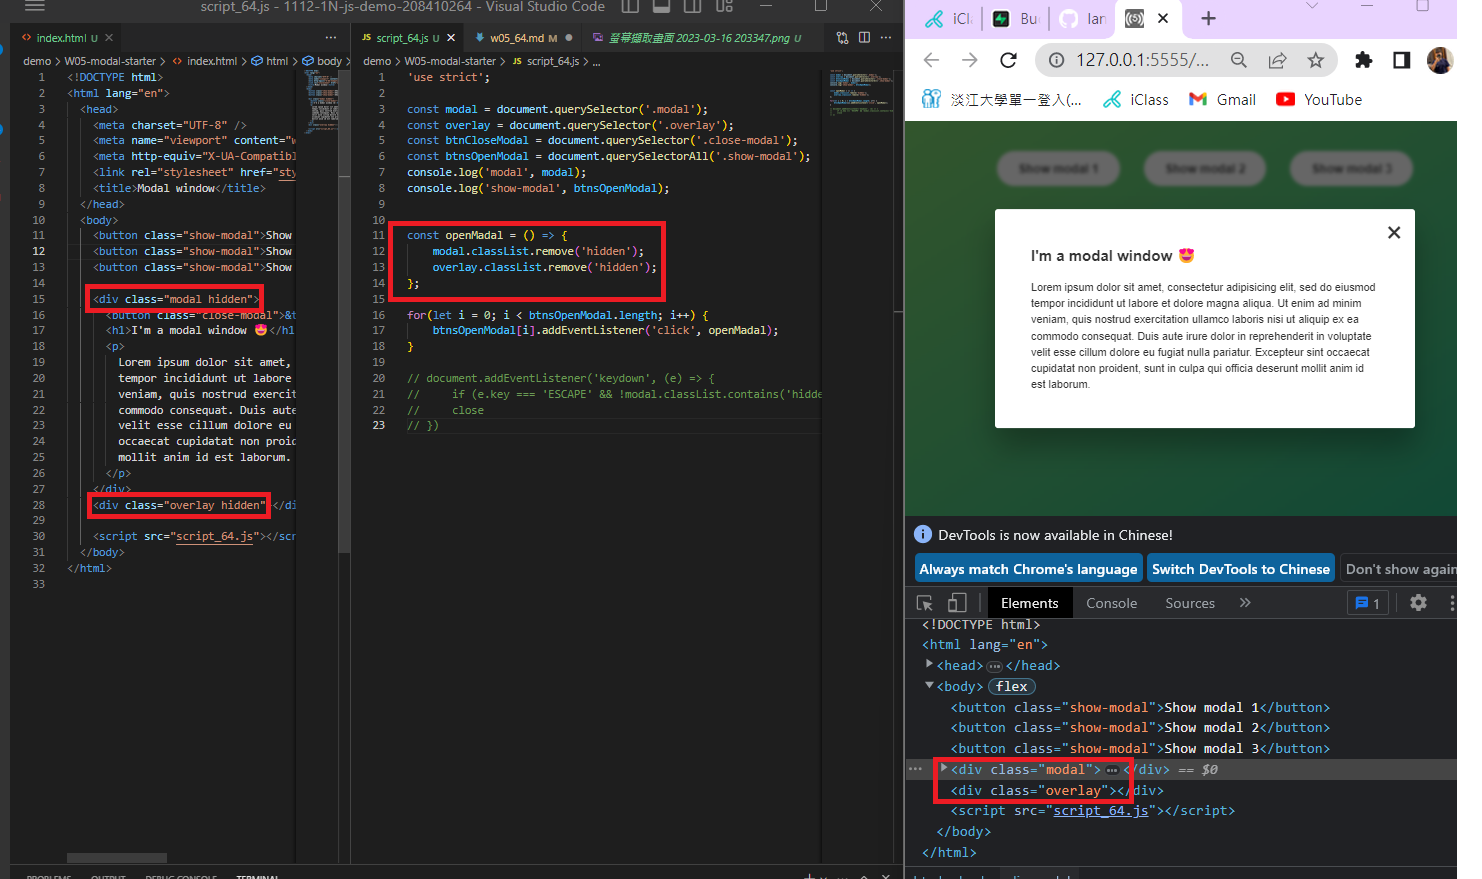 script_64.js - 1112-1N-js-demo-208410264 - Visual Studio Code
index.html U
demo > W05-modal-starter > index.html > html > body
1 <!DOCTYPE html>
2 <html lang="en">
3 <head>
4 <meta charset="UTF-8" />
5 <meta name="viewport" content="w
6 <meta http-equiv="X-UA-Compatibl
7 <link rel="stylesheet" href="sty
8 <title>Modal window</title>
9 </head>
10 <body>
11 <button class="show-modal">Show
12 <button class="show-modal">Show
13 <button class="show-modal">Show
14
15 <div class="modal hidden">
16 <button class="close-modal">&t
17 <h1>I'm a modal window 😍</h1
18 <p>
19 Lorem ipsum dolor sit amet,
20 tempor incididunt ut labore
21 veniam, quis nostrud exercit
22 commodo consequat. Duis aute
23 velit esse cillum dolore eu
24 occaecat cupidatat non proid
25 mollit anim id est laborum.
26 </p>
27 </div>
28 <div class="overlay hidden"></di
29
30 <script src="script_64.js"></scr
31 </body>
32 </html>
33
JS script_64.js U
w05_64.md M
螢幕擷取畫面 2023-03-16 203347.png U
demo > W05-modal-starter > JS script_64.js > ...
1 'use strict';
2
3 const modal = document.querySelector('.modal');
4 const overlay = document.querySelector('.overlay');
5 const btnCloseModal = document.querySelector('.close-modal');
6 const btnsOpenModal = document.querySelectorAll('.show-modal');
7 console.log('modal', modal);
8 console.log('show-modal', btnsOpenModal);
9
10
11 const openMadal = () => {
12 modal.classList.remove('hidden');
13 overlay.classList.remove('hidden');
14 };
15
16 for(let i = 0; i < btnsOpenModal.length; i++) {
17 btnsOpenModal[i].addEventListener('click', openMadal);
18 }
19
20 // document.addEventListener('keydown', (e) => {
21 // if (e.key === 'ESCAPE' && !modal.classList.contains('hidde
22 // close
23 // })
PROBLEMS OUTPUT DEBUG CONSOLE TERMINAL
iCl
Bu
lar
127.0.0.1:5555/...
淡江大學單一登入(...
iClass
Gmail
YouTube
Show modal 1
Show modal 2
Show modal 3
I'm a modal window 😍
Lorem ipsum dolor sit amet, consectetur adipisicing elit, sed do eiusmod
tempor incididunt ut labore et dolore magna aliqua. Ut enim ad minim
veniam, quis nostrud exercitation ullamco laboris nisi ut aliquip ex ea
commodo consequat. Duis aute irure dolor in reprehenderit in voluptate
velit esse cillum dolore eu fugiat nulla pariatur. Excepteur sint occaecat
cupidatat non proident, sunt in culpa qui officia deserunt mollit anim id
est laborum.
DevTools is now available in Chinese!
Always match Chrome's language
Switch DevTools to Chinese
Don't show again
Elements
Console
Sources
1
<!DOCTYPE html>
<html lang="en">
<head>…</head>
<body> flex
<button class="show-modal">Show modal 1</button>
<button class="show-modal">Show modal 2</button>
<button class="show-modal">Show modal 3</button>
<div class="modal">…</div> == $0
<div class="overlay"></div>
<script src="script_64.js"></script>
</body>
</html>